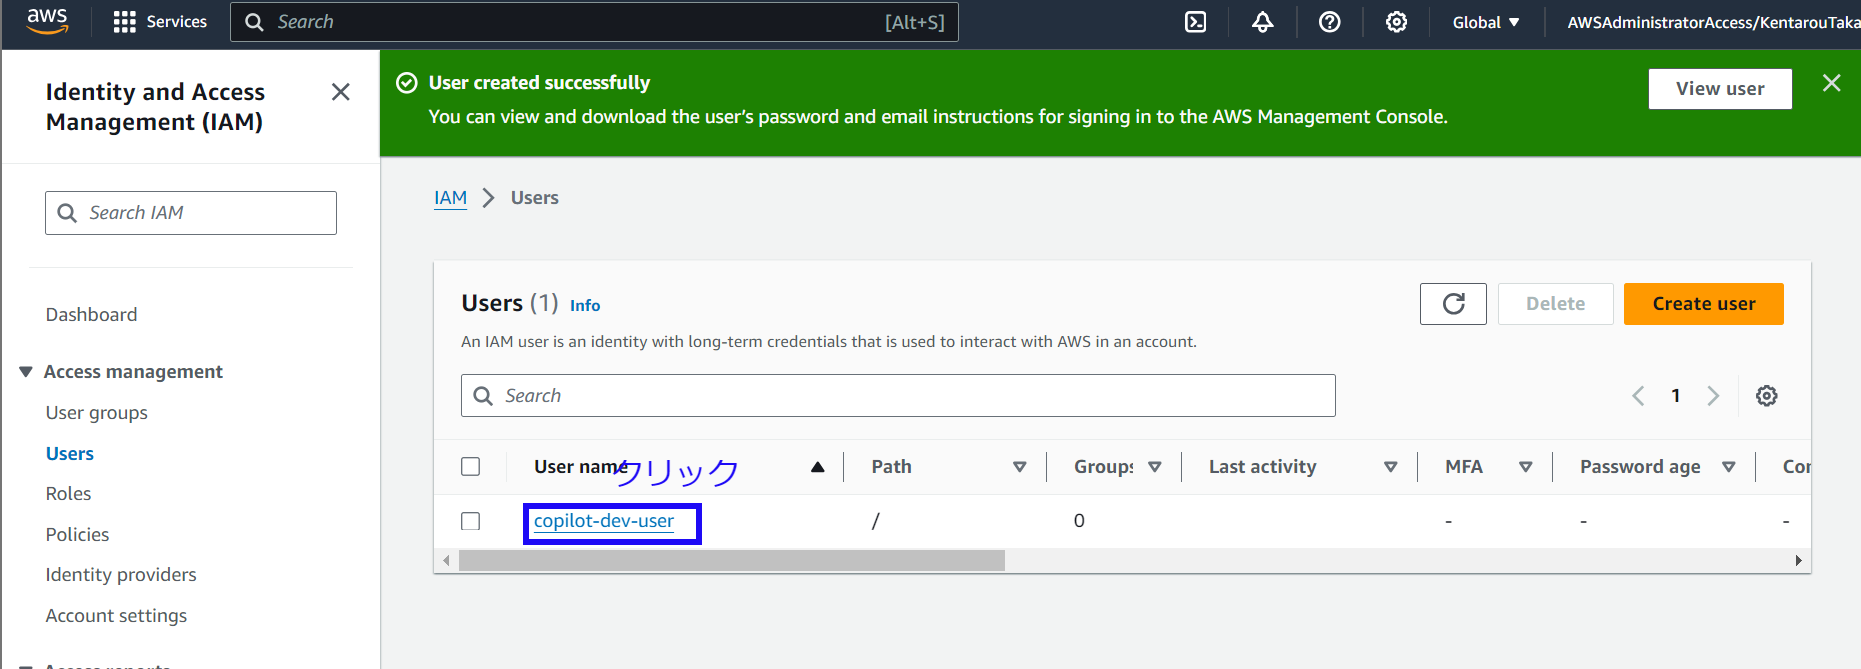 aws
Services
Search
[Alt+S]
Global
AWSAdministratorAccess/KentarouTaka
Identity and Access
Management (IAM)
Search IAM
Dashboard
Access management
User groups
Users
Roles
Policies
Identity providers
Account settings
Access reports
User created successfully
You can view and download the user's password and email instructions for signing in to the AWS Management Console.
View user
IAM
Users
Users (1) Info
Delete
Create user
An IAM user is an identity with long-term credentials that is used to interact with AWS in an account.
Search
1
User name
クリック
Path
Groups
Last activity
MFA
Password age
Con
copilot-dev-user
/
0
-
-
-